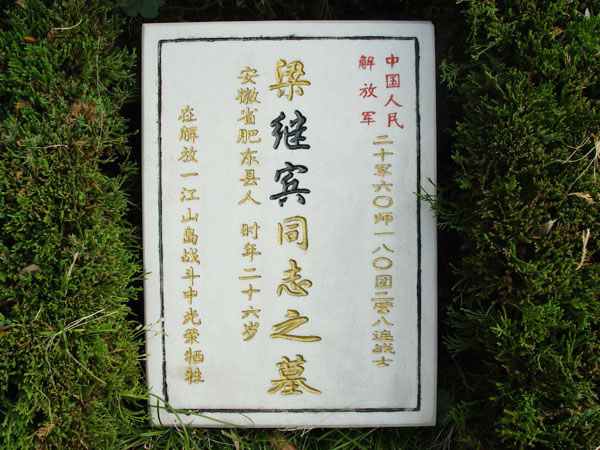 中国人民
解放军
二十军六〇师一八〇团二营八连战士
梁继宾同志之墓
安徽省肥东县人 时年二十六岁
在解放一江山岛战斗中光荣牺牲